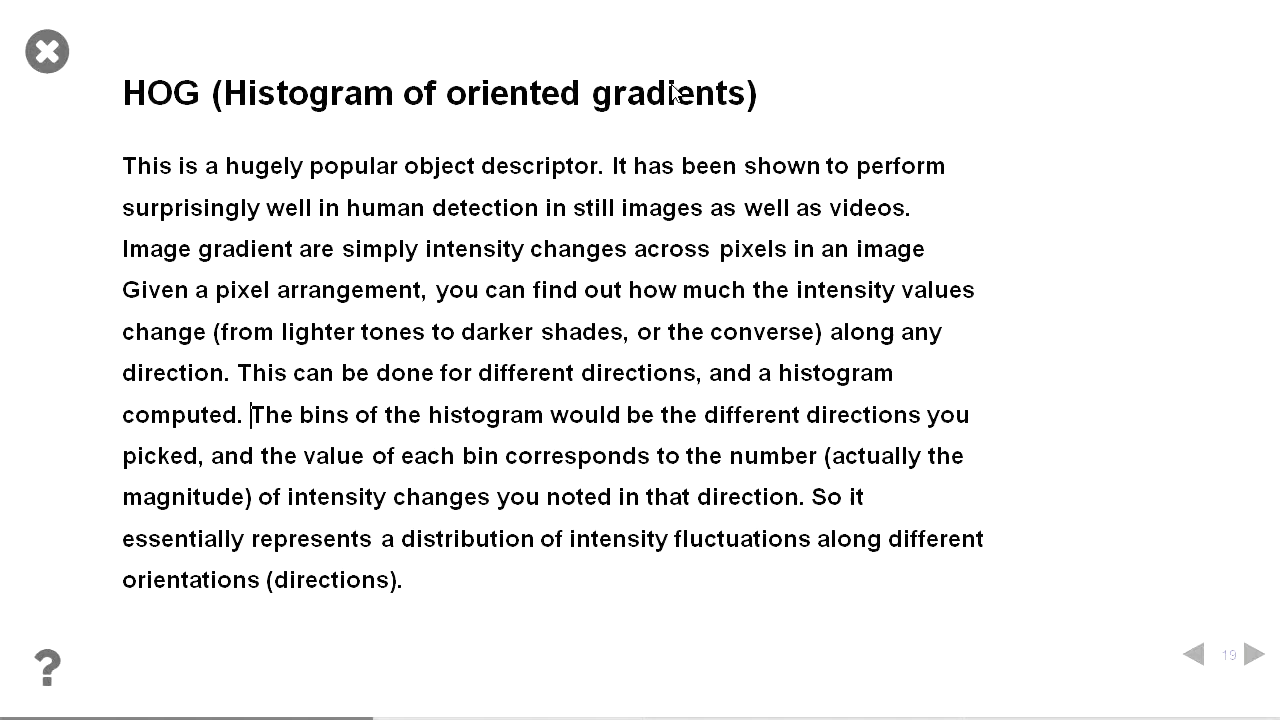 HOG (Histogram of oriented gradients)
This is a hugely popular object descriptor. It has been shown to perform
surprisingly well in human detection in still images as well as videos.
Image gradient are simply intensity changes across pixels in an image
Given a pixel arrangement, you can find out how much the intensity values
change (from lighter tones to darker shades, or the converse) along any
direction. This can be done for different directions, and a histogram
computed. The bins of the histogram would be the different directions you
picked, and the value of each bin corresponds to the number (actually the
magnitude) of intensity changes you noted in that direction. So it
essentially represents a distribution of intensity fluctuations along different
orientations (directions).
?
19